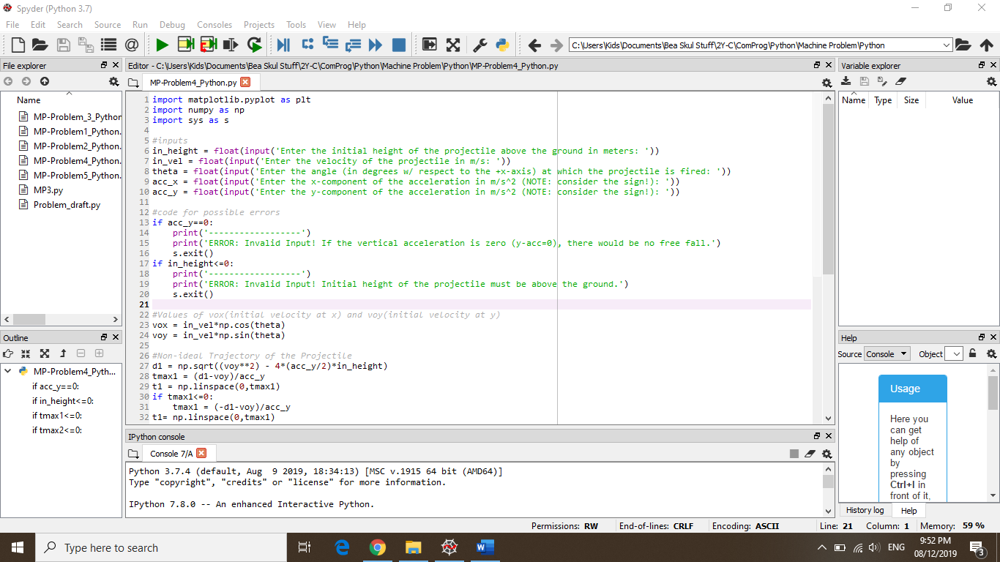 Spyder (Python 3.7)
File Edit Search Source Run Debug Consoles Projects Tools View Help
C:\Users\Kids\Documents\Bea Skul Stuff\2Y-C\ComProg\Python\Machine Problem\Python
File explorer
Name
MP-Problem_3_Python
MP-Problem1_Python.
MP-Problem2_Python.
MP-Problem4_Python.
MP-Problem5_Python.
MP3.py
Problem_draft.py
Outline
MP-Problem4_Pyth...
if acc_y==0:
if in_height<=0:
if tmax1<=0:
if tmax2<=0:
Editor - C:\Users\Kids\Documents\Bea Skul Stuff\2Y-C\ComProg\Python\Machine Problem\Python\MP-Problem4_Python.py
MP-Problem4_Python.py
1 import matplotlib.pyplot as plt
2 import numpy as np
3 import sys as s
4
5 #inputs
6 in_height = float(input('Enter the initial height of the projectile above the ground in meters: '))
7 in_vel = float(input('Enter the velocity of the projectile in m/s: '))
8 theta = float(input('Enter the angle (in degrees w/ respect to the +x-axis) at which the projectile is fired: '))
9 acc_x = float(input('Enter the x-component of the acceleration in m/s^2 (NOTE: consider the sign!): '))
10 acc_y = float(input('Enter the y-component of the acceleration in m/s^2 (NOTE: consider the sign!): '))
11
12 #code for possible errors
13 if acc_y==0:
14     print('------------------')
15     print('ERROR: Invalid Input! If the vertical acceleration is zero (y-acc=0), there would be no free fall.')
16     s.exit()
17 if in_height<=0:
18     print('------------------')
19     print('ERROR: Invalid Input! Initial height of the projectile must be above the ground.')
20     s.exit()
21
22 #Values of vox(initial velocity at x) and voy(initial velocity at y)
23 vox = in_vel*np.cos(theta)
24 voy = in_vel*np.sin(theta)
25
26 #Non-ideal Trajectory of the Projectile
27 d1 = np.sqrt((voy**2) - 4*(acc_y/2)*in_height)
28 tmax1 = (d1-voy)/acc_y
29 t1 = np.linspace(0,tmax1)
30 if tmax1<=0:
31     tmax1 = (-d1-voy)/acc_y
32 t1= np.linspace(0,tmax1)
IPython console
Console 7/A
Python 3.7.4 (default, Aug  9 2019, 18:34:13) [MSC v.1915 64 bit (AMD64)]
Type "copyright", "credits" or "license" for more information.
IPython 7.8.0 -- An enhanced Interactive Python.
Variable explorer
Name Type Size Value
Help
Source Console Object
Usage
Here you
can get
help of
any object
by
pressing
Ctrl+I in
front of it,
History log Help
Permissions: RW End-of-lines: CRLF Encoding: ASCII Line: 21 Column: 1 Memory: 59 %
Type here to search
ENG
9:52 PM
08/12/2019
3